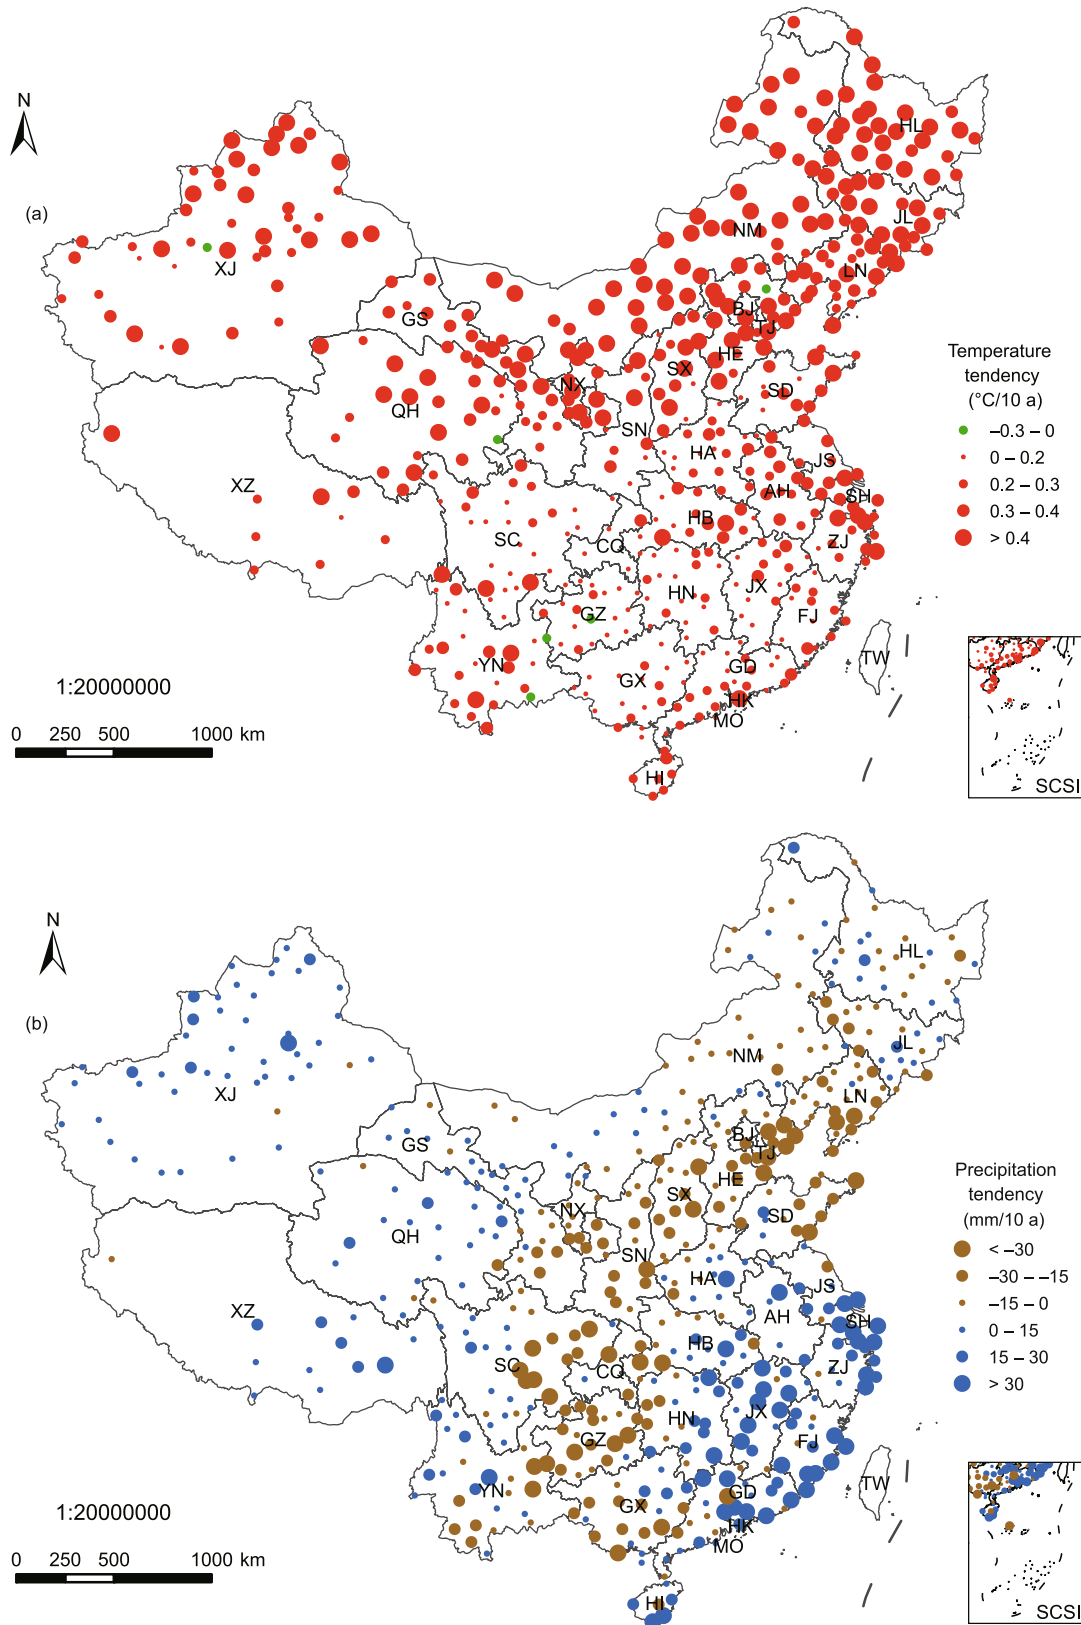 N
(a)
HL
JL
NM
LN
XJ
GS
BJ
TJ
HE
SX
NX
SD
QH
SN
HA
JS
XZ
AH
SH
HB
SC
CQ
ZJ
HN
JX
GZ
FJ
YN
GD
TW
GX
HK
MO
HI
1:20000000
0 250 500 1000 km
Temperature
tendency
(°C/10 a)
–0.3 – 0
0 – 0.2
0.2 – 0.3
0.3 – 0.4
> 0.4
SCSI
N
(b)
HL
JL
NM
LN
XJ
GS
BJ
TJ
HE
SX
NX
SD
QH
SN
HA
JS
XZ
AH
SH
HB
SC
CQ
ZJ
HN
JX
GZ
FJ
YN
GD
TW
GX
HK
MO
HI
1:20000000
0 250 500 1000 km
Precipitation
tendency
(mm/10 a)
< –30
–30 – –15
–15 – 0
0 – 15
15 – 30
> 30
SCSI